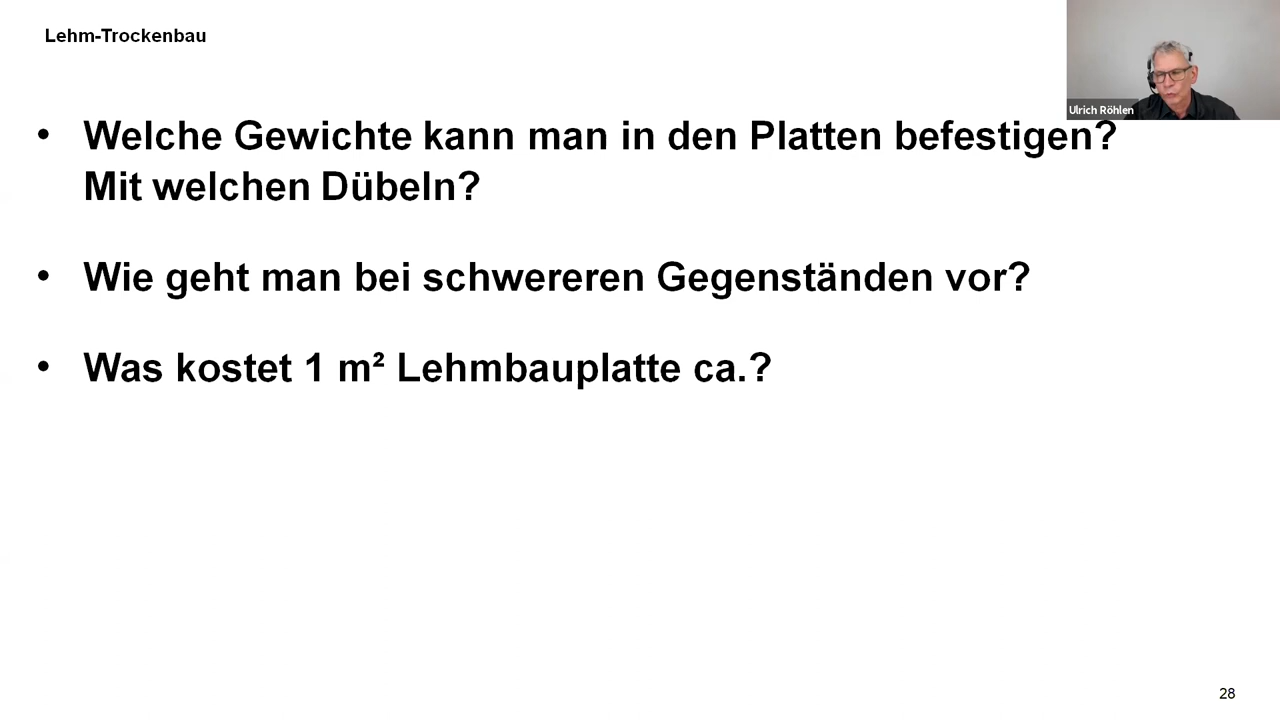 Lehm-Trockenbau
Ulrich Röhlen
• Welche Gewichte kann man in den Platten befestigen?
Mit welchen Dübeln?
• Wie geht man bei schwereren Gegenständen vor?
• Was kostet 1 m² Lehmbauplatte ca.?
28